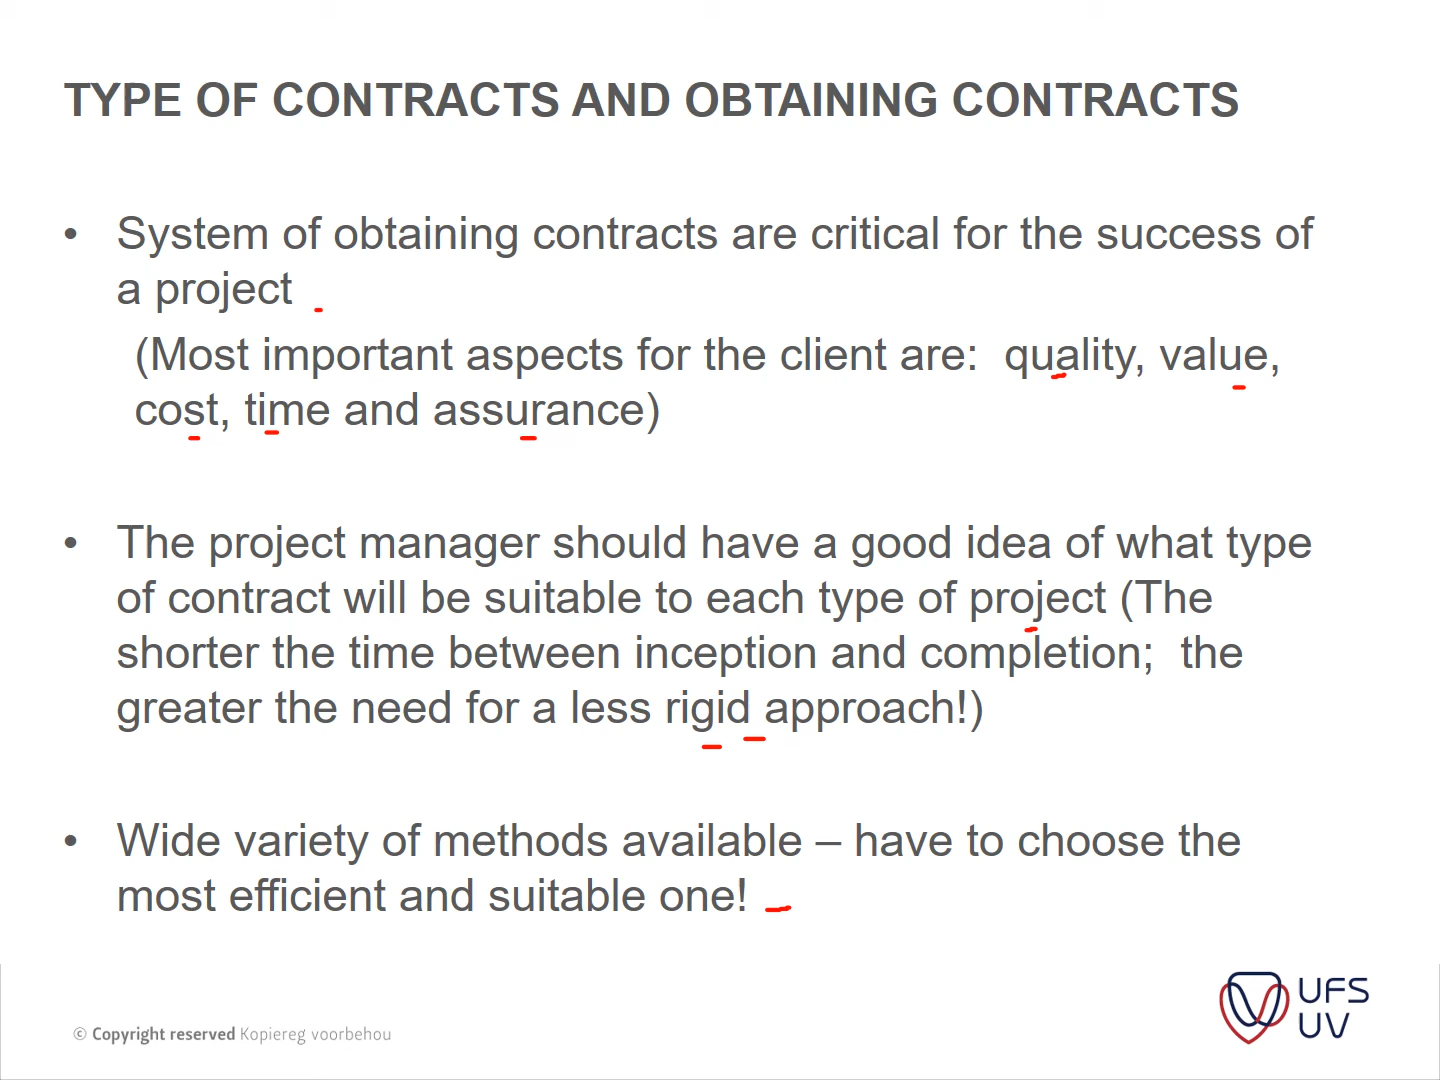 TYPE OF CONTRACTS AND OBTAINING CONTRACTS
• System of obtaining contracts are critical for the success of
a project
(Most important aspects for the client are:  quality, value,
cost, time and assurance)
• The project manager should have a good idea of what type
of contract will be suitable to each type of project (The
shorter the time between inception and completion;  the
greater the need for a less rigid approach!)
• Wide variety of methods available – have to choose the
most efficient and suitable one!
© Copyright reserved Kopiereg voorbehou
UFS
UV